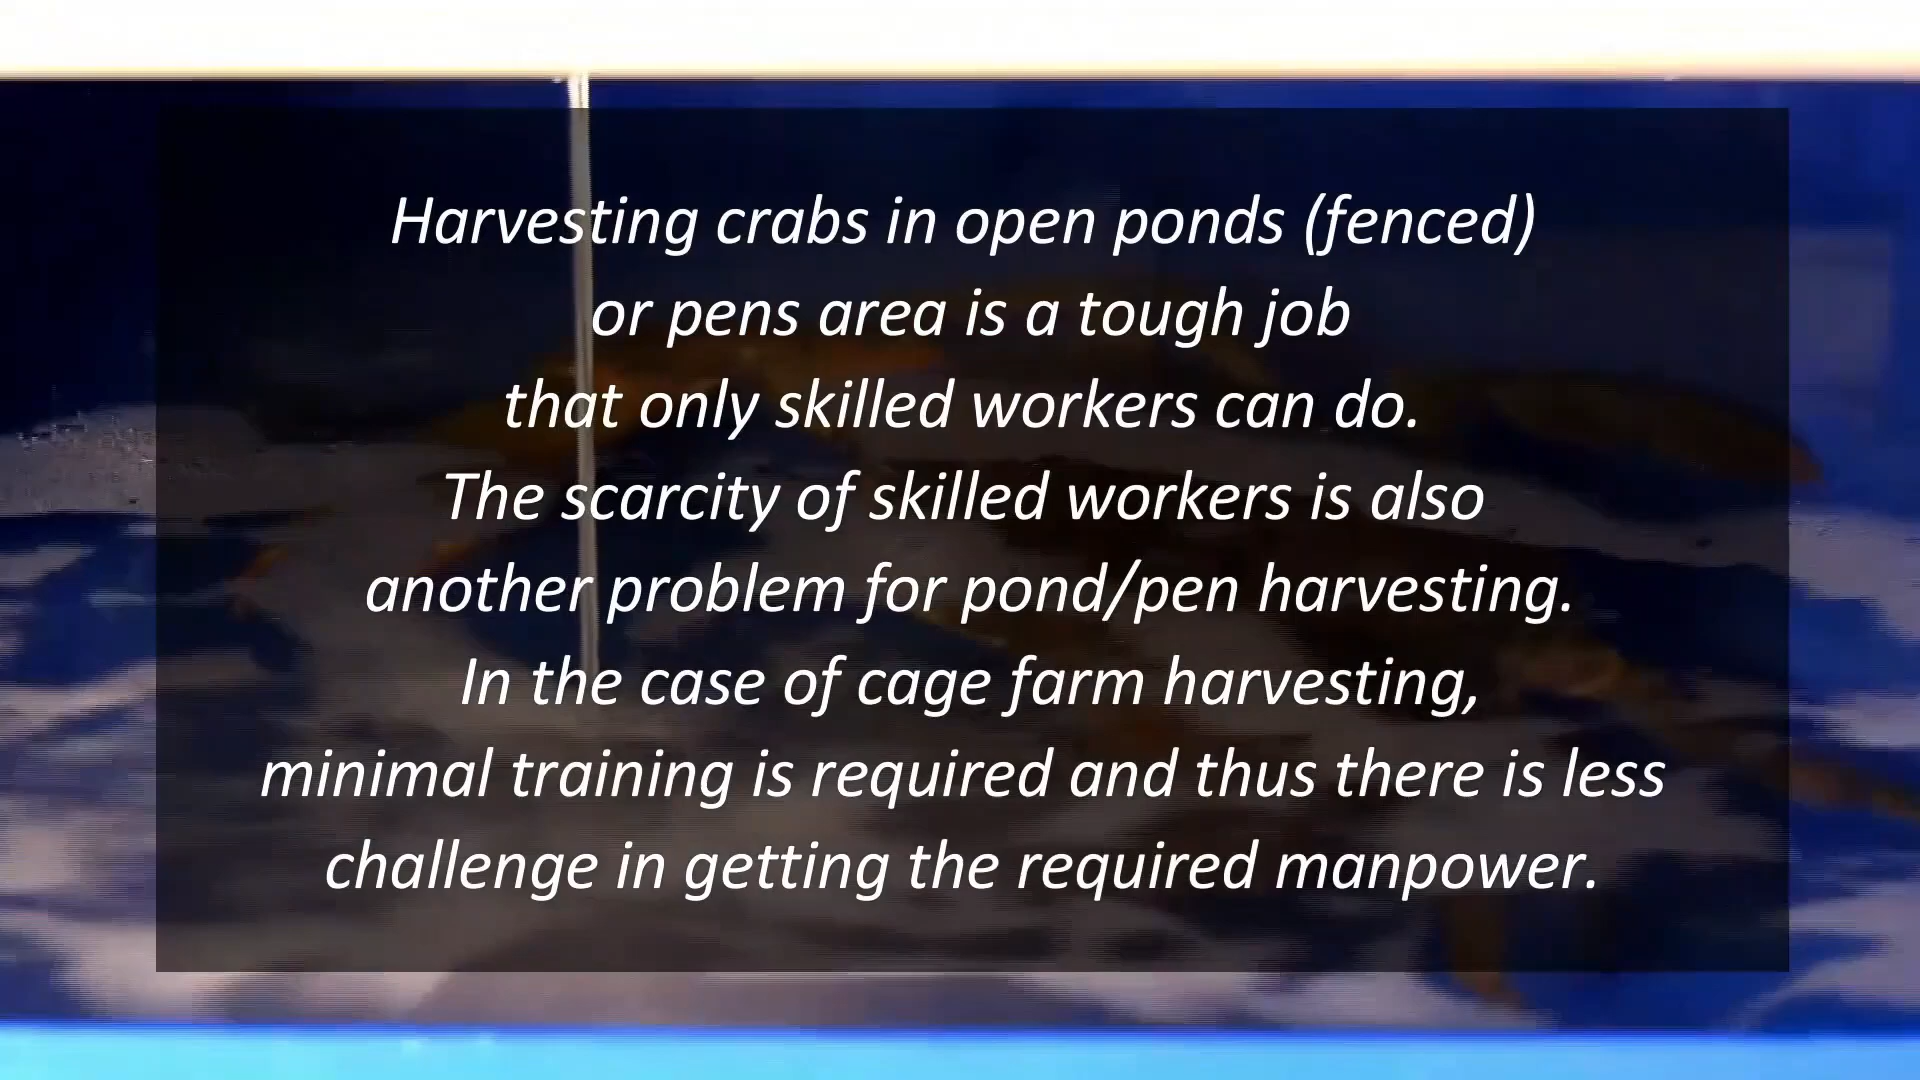 Harvesting crabs in open ponds (fenced)
or pens area is a tough job
that only skilled workers can do.
The scarcity of skilled workers is also
another problem for pond/pen harvesting.
In the case of cage farm harvesting,
minimal training is required and thus there is less
challenge in getting the required manpower.